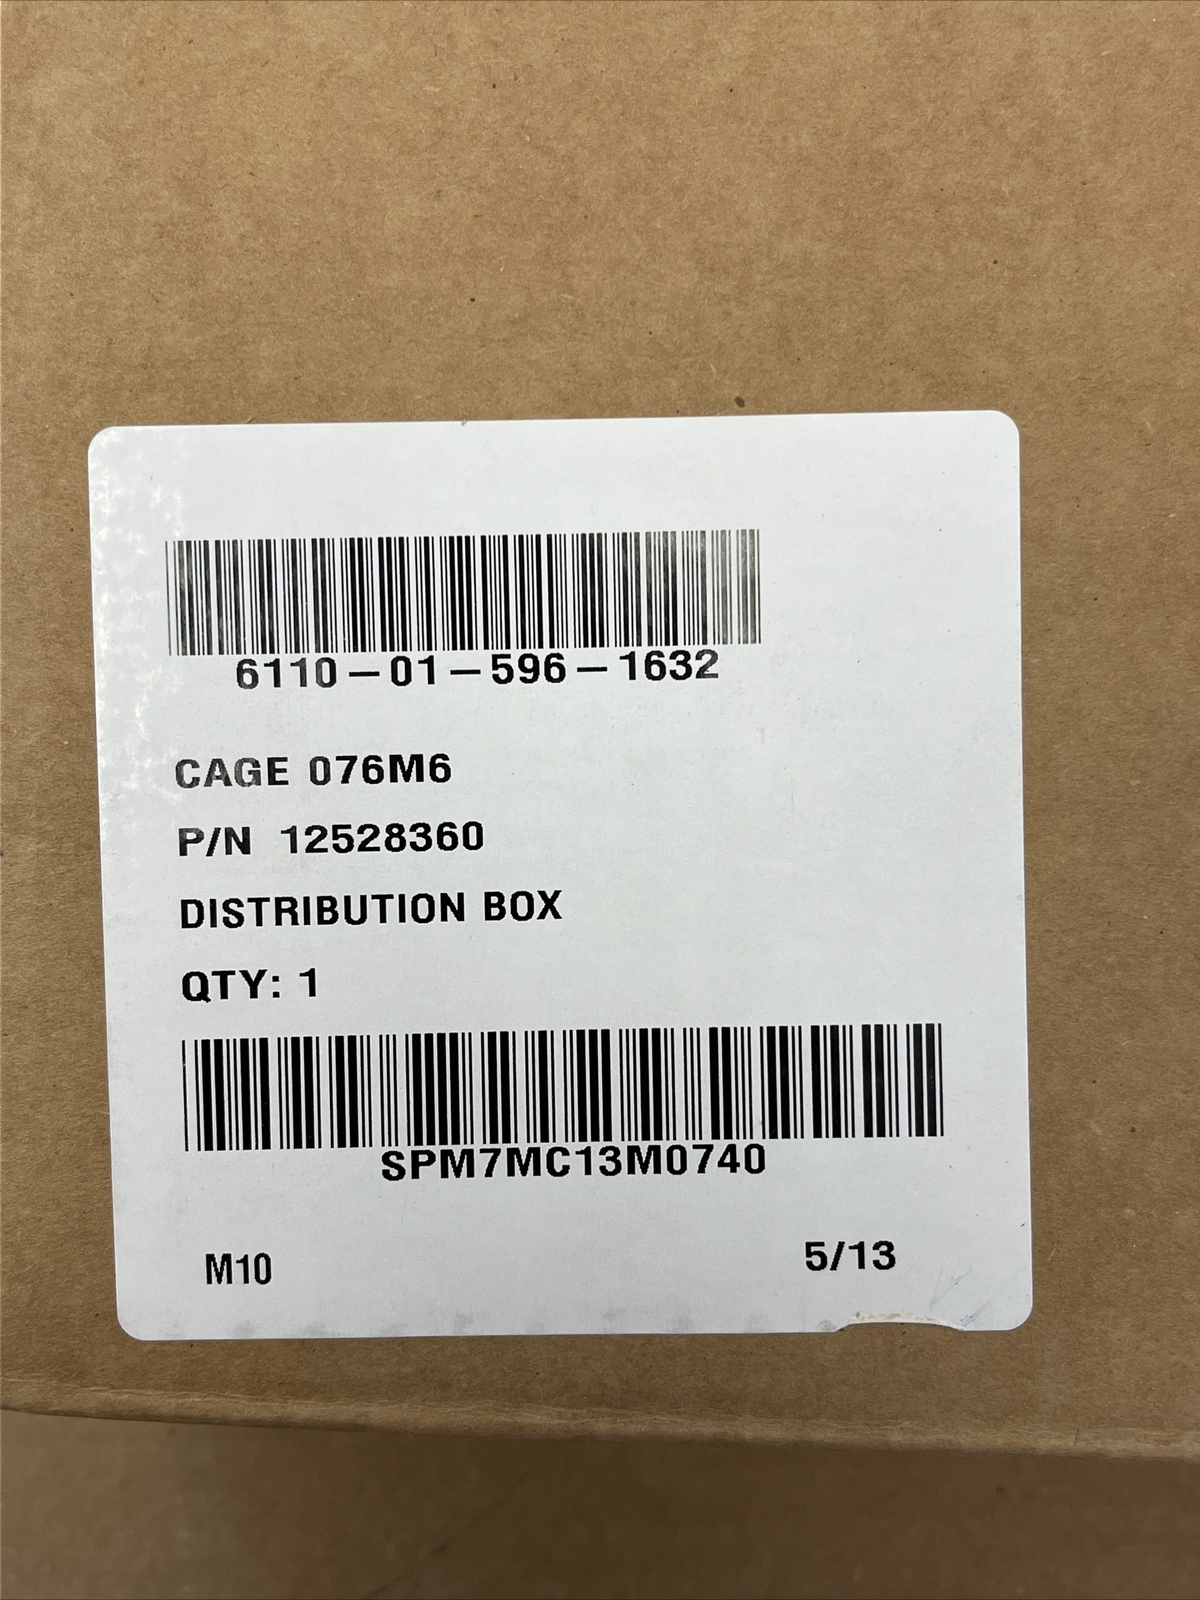 6110-01-596-1632
CAGE 076M6
P/N 12528360
DISTRIBUTION BOX
QTY: 1
SPM7MC13M0740
M10 5/13